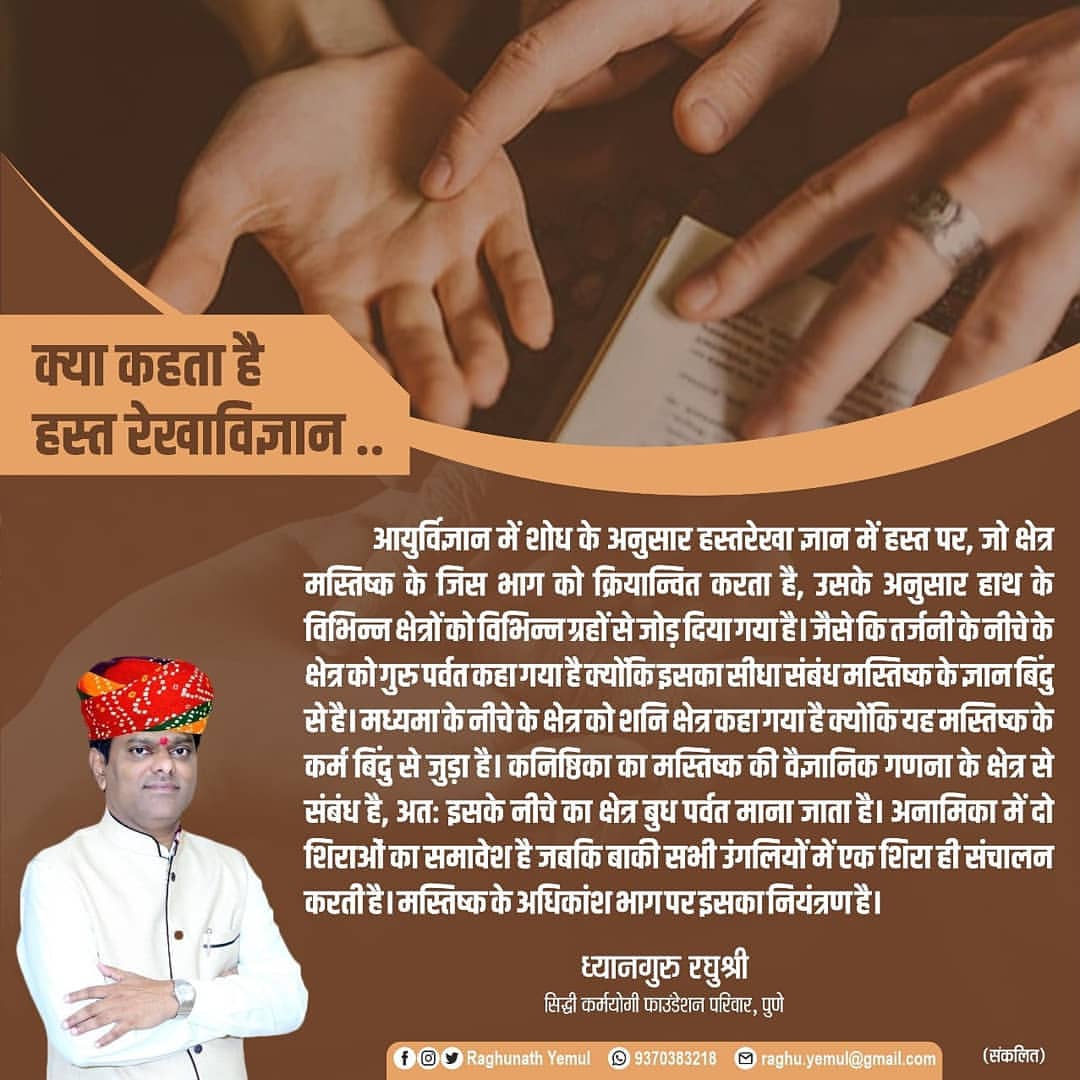 क्या कहता है
हस्त रेखाविज्ञान ..
आयुर्विज्ञान में शोध के अनुसार हस्तरेखा ज्ञान में हस्त पर, जो क्षेत्र
मस्तिष्क के जिस भाग को क्रियान्वित करता है, उसके अनुसार हाथ के
विभिन्न क्षेत्रों को विभिन्न ग्रहों से जोड़ दिया गया है। जैसे कि तर्जनी के नीचे के
क्षेत्र को गुरु पर्वत कहा गया है क्योंकि इसका सीधा संबंध मस्तिष्क के ज्ञान बिंदु
से है। मध्यमा के नीचे के क्षेत्र को शनि क्षेत्र कहा गया है क्योंकि यह मस्तिष्क के
कर्म बिंदु से जुड़ा है। कनिष्ठिका का मस्तिष्क की वैज्ञानिक गणना के क्षेत्र से
संबंध है, अत: इसके नीचे का क्षेत्र बुध पर्वत माना जाता है। अनामिका में दो
शिराओं का समावेश है जबकि बाकी सभी उंगलियों में एक शिरा ही संचालन
करती है। मस्तिष्क के अधिकांश भाग पर इसका नियंत्रण है।
ध्यानगुरु रघुश्री
सिद्धी कर्मयोगी फाउंडेशन परिवार, पुणे
Raghunath Yemul 9370383218 raghu.yemul@gmail.com
(संकलित)